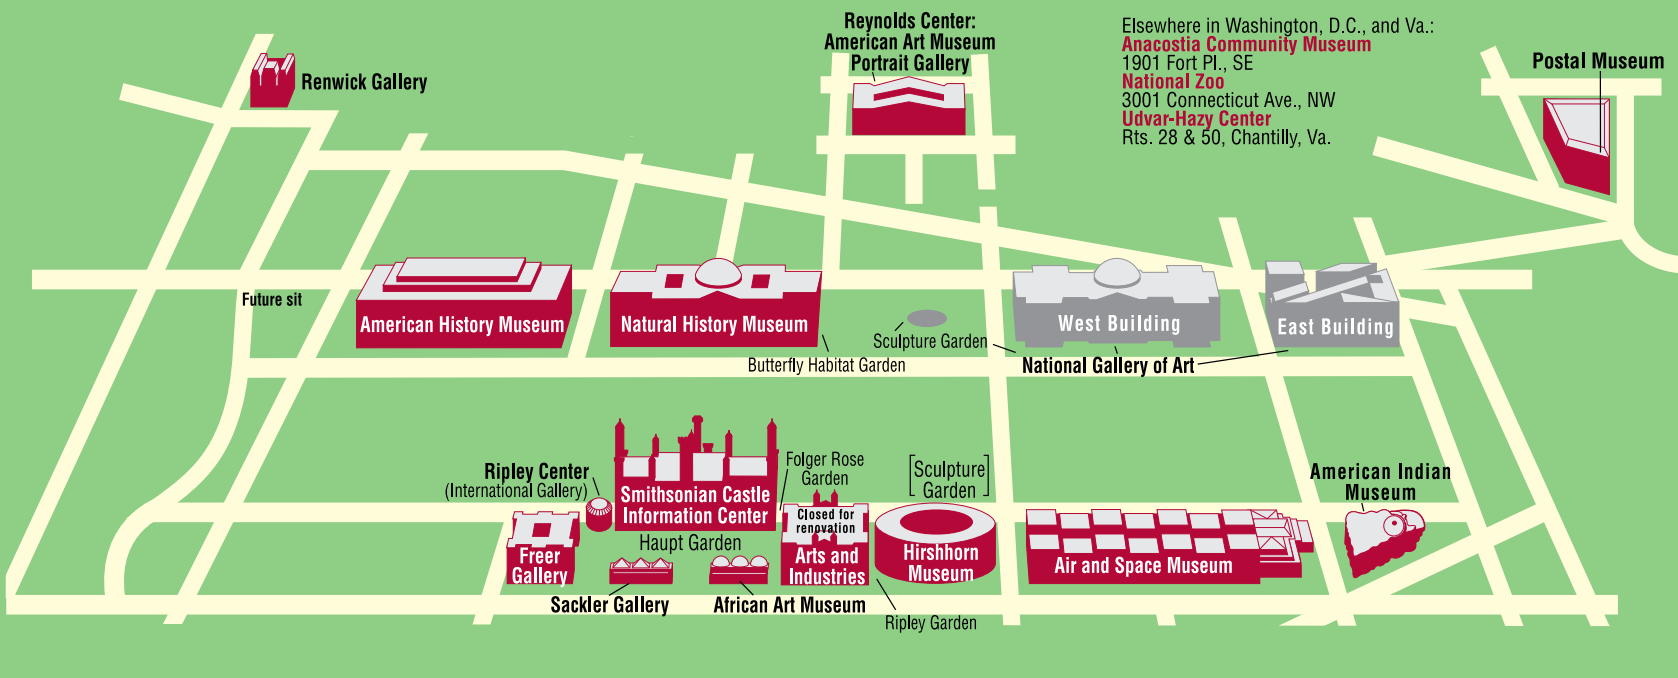 Reynolds Center:
American Art Museum
Portrait Gallery
Elsewhere in Washington, D.C., and Va.:
Anacostia Community Museum
1901 Fort Pl., SE
National Zoo
3001 Connecticut Ave., NW
Udvar-Hazy Center
Rts. 28 & 50, Chantilly, Va.
Postal Museum
Renwick Gallery
Future sit
American History Museum
Natural History Museum
Butterfly Habitat Garden
Sculpture Garden
West Building
East Building
National Gallery of Art
Ripley Center
(International Gallery)
Smithsonian Castle
Information Center
Folger Rose
Garden
[Sculpture
Garden]
American Indian
Museum
Closed for
renovation
Haupt Garden
Freer
Gallery
Arts and
Industries
Hirshhorn
Museum
Air and Space Museum
Sackler Gallery
African Art Museum
Ripley Garden